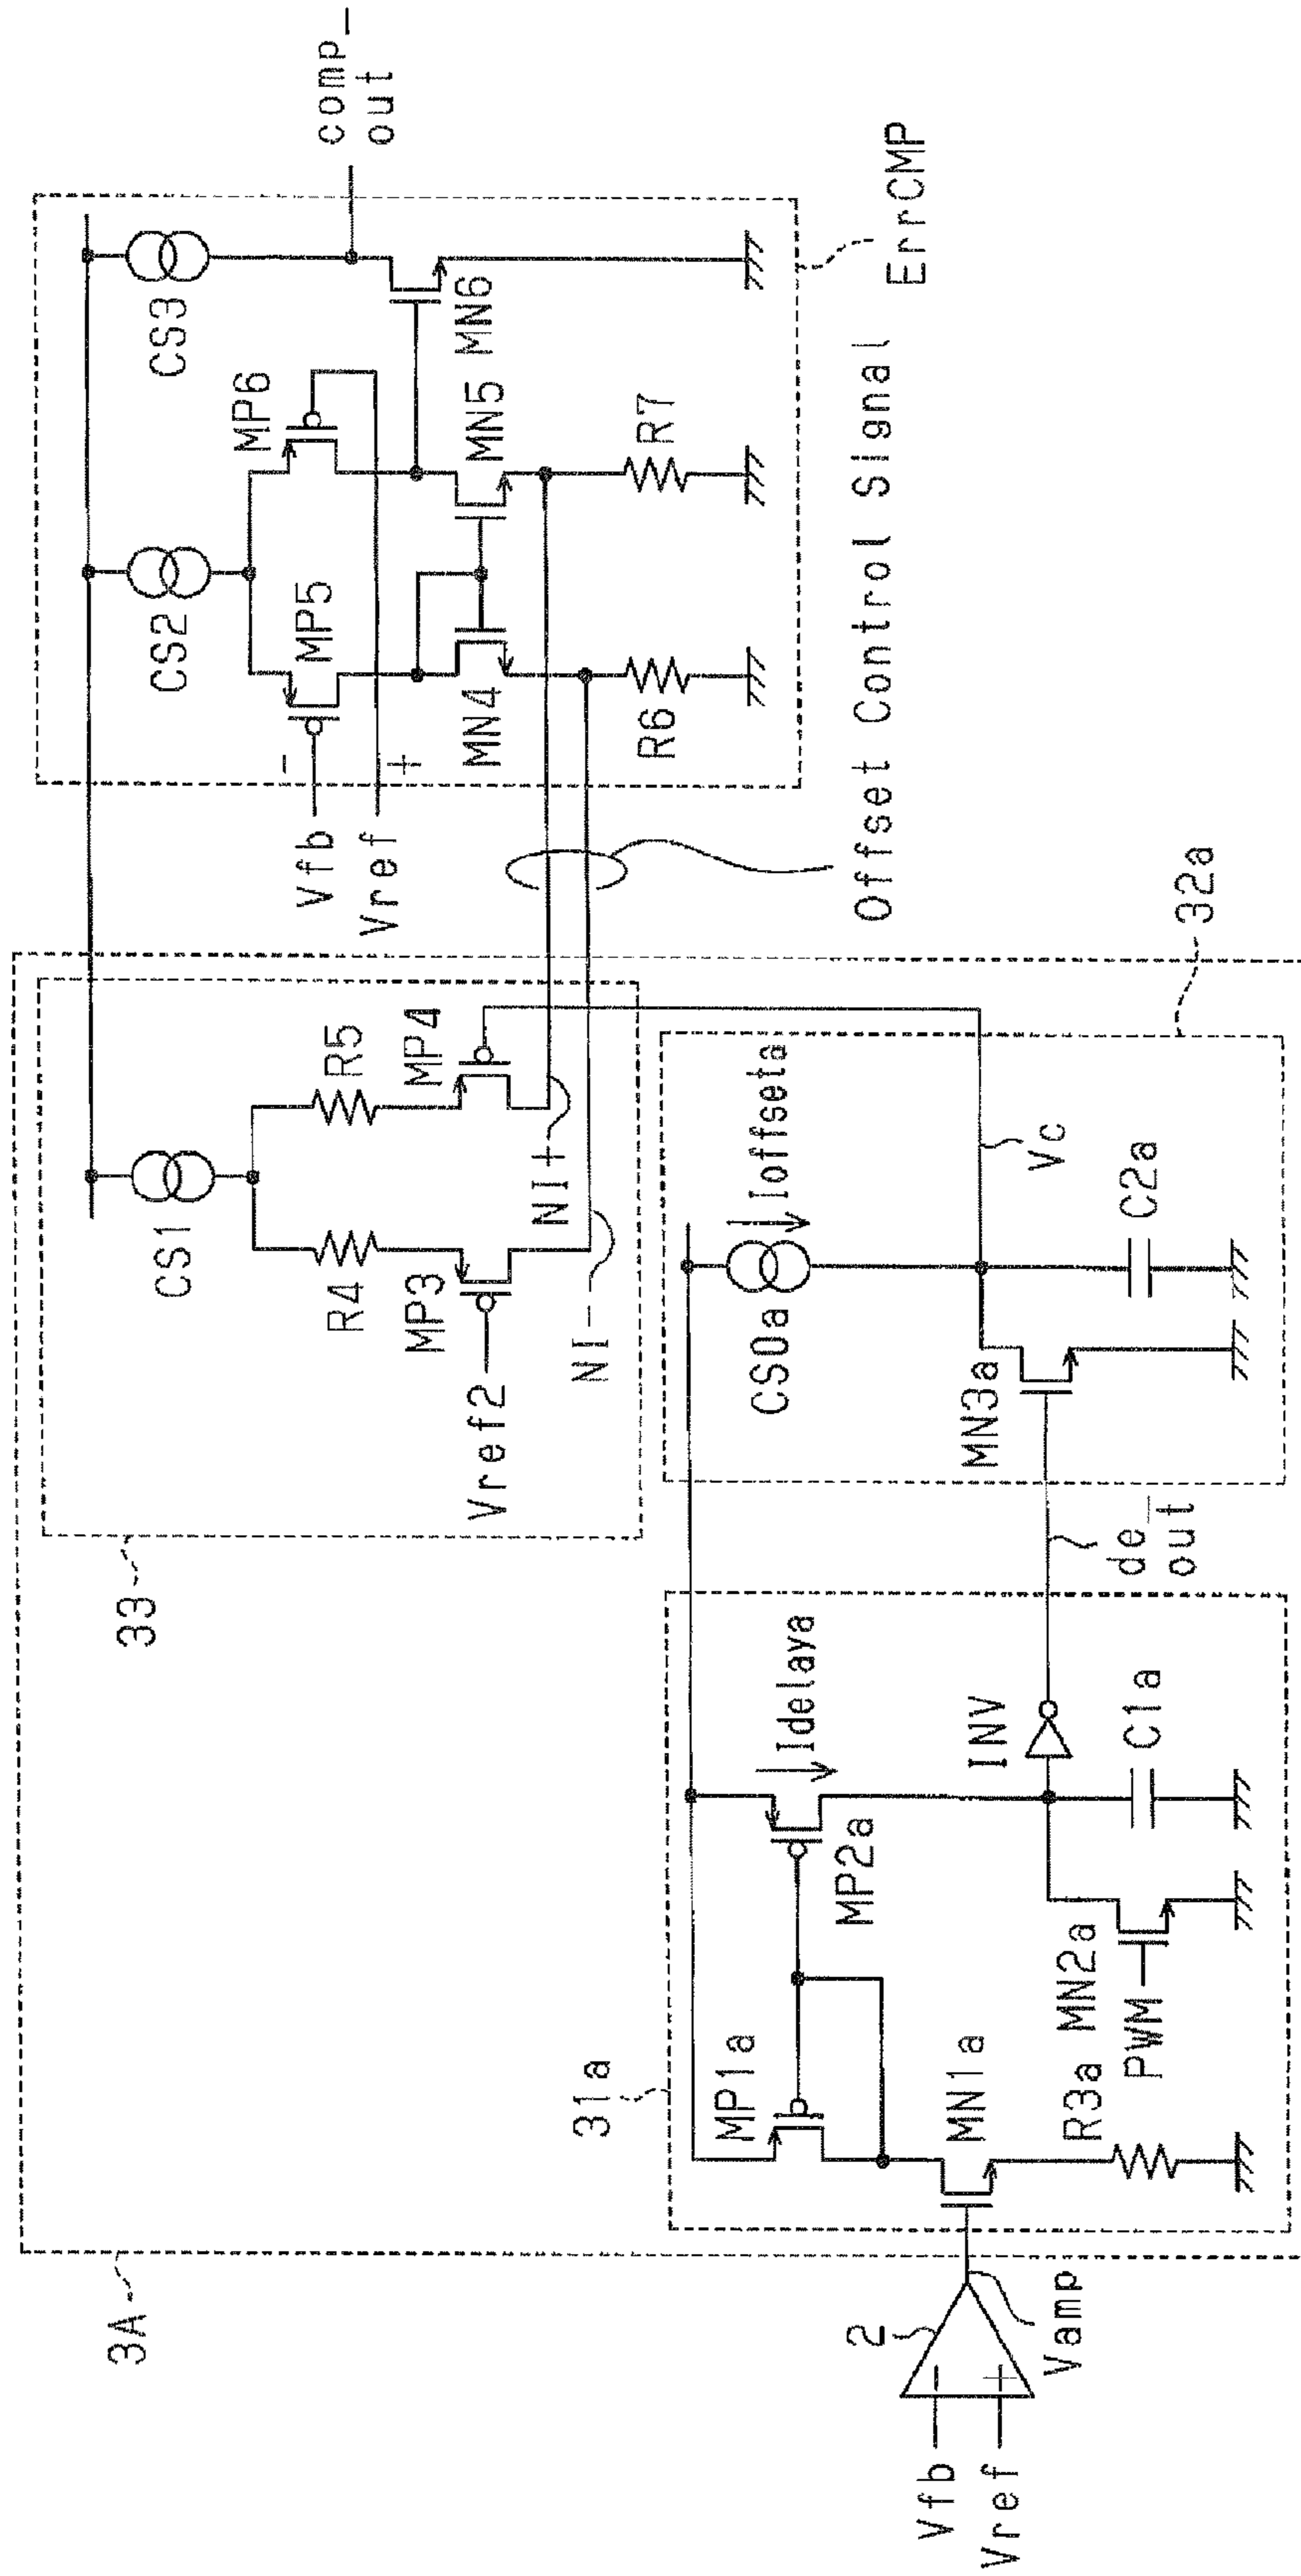 3A
33
CS1
R4
R5
MP3
MP4
Vref2
NI+
NI-
CS2
CS3
MP5
MP6
Vfb
-
Vref
+
MN4
MN5
MN6
R6
R7
comp_
out
ErrCMP
Offset Control Signal
31a
MP1a
MP2a
Idelaya
MN1a
R3a
MN2a
PWM
INV
C1a
de_
out
32a
CS0a
Ioffseta
MN3a
Vc
C2a
2
Vfb
-
Vref
+
Vamp